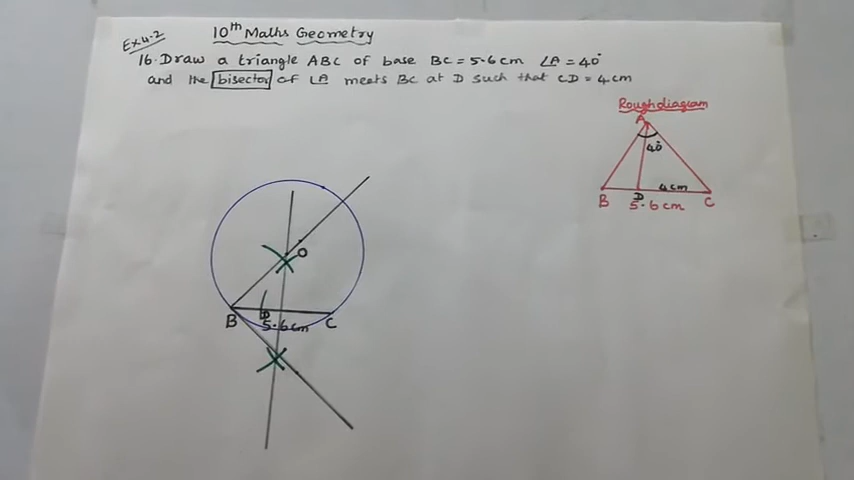 Ex 4.2
10th Maths Geometry
16. Draw a triangle ABC of base BC = 5.6 cm ∠A = 40°
and the bisector of ∠A meets BC at D such that CD = 4 cm
Rough diagram
A
40°
4 cm
B D C
5.6 cm
O
D
B C
5.6 cm